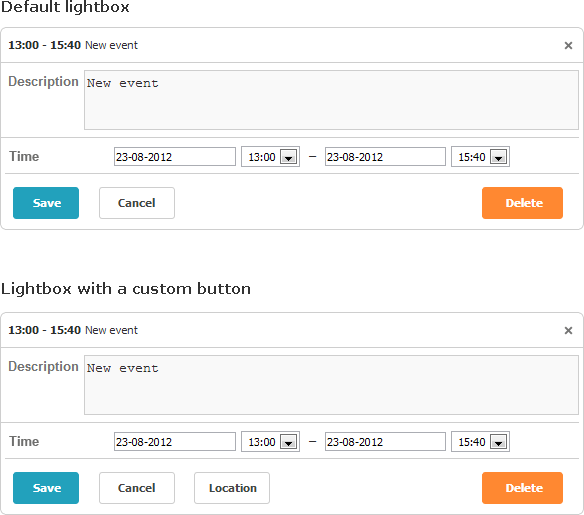 Default lightbox
13:00 - 15:40 New event ×
Description New event
Time 23-08-2012 13:00 – 23-08-2012 15:40
Save Cancel Delete
Lightbox with a custom button
13:00 - 15:40 New event ×
Description New event
Time 23-08-2012 13:00 – 23-08-2012 15:40
Save Cancel Location Delete